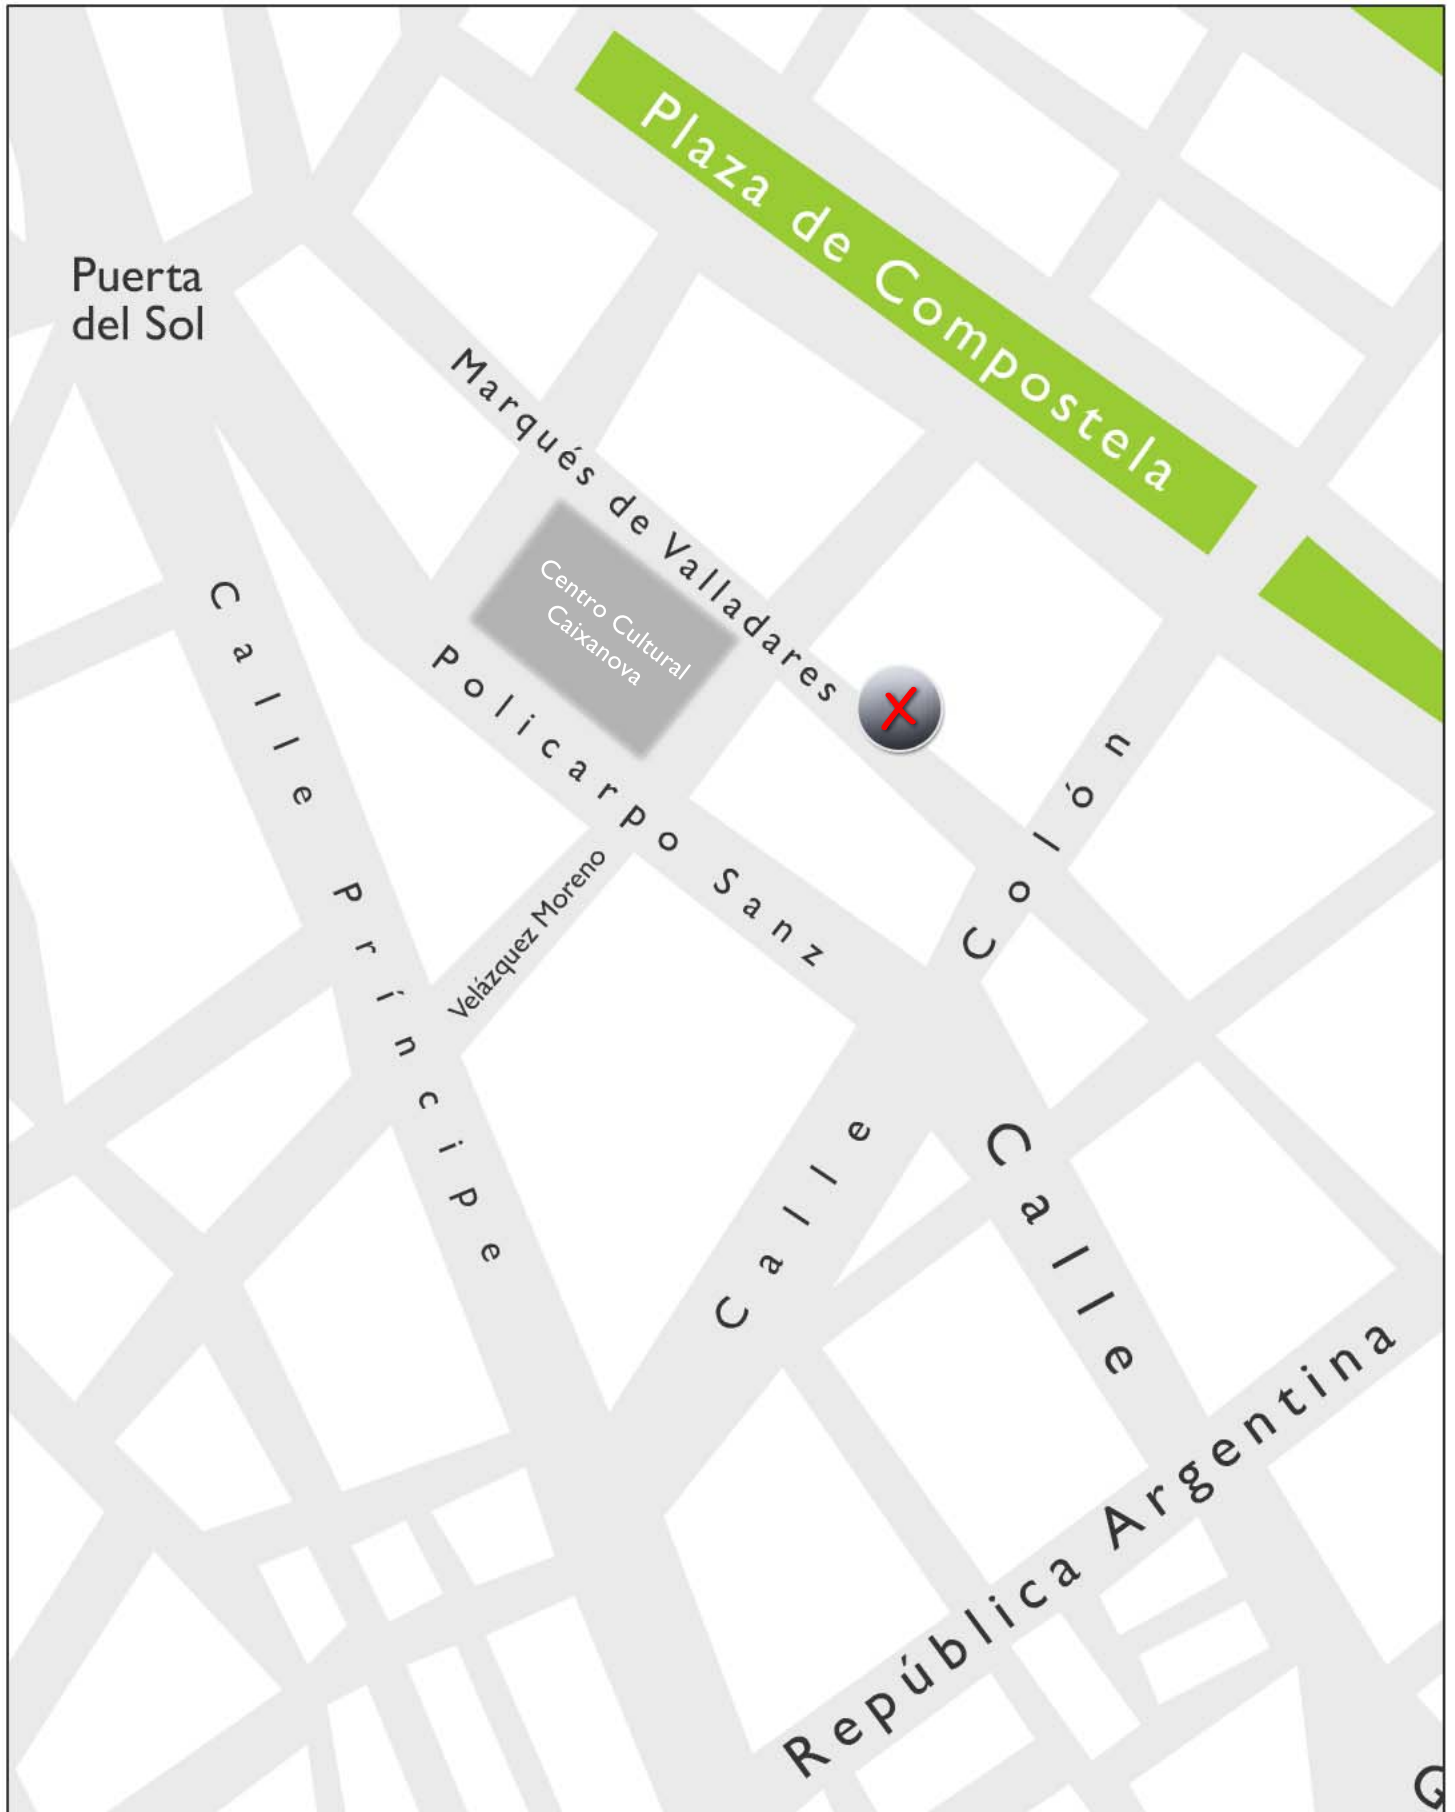 Plaza de Compostela
Puerta
del Sol
Marqués de Valladares
Centro Cultural
Caixanova
Policarpo Sanz
Calle Príncipe
Velázquez Moreno
X
Calle Colón
Calle
República Argentina
G